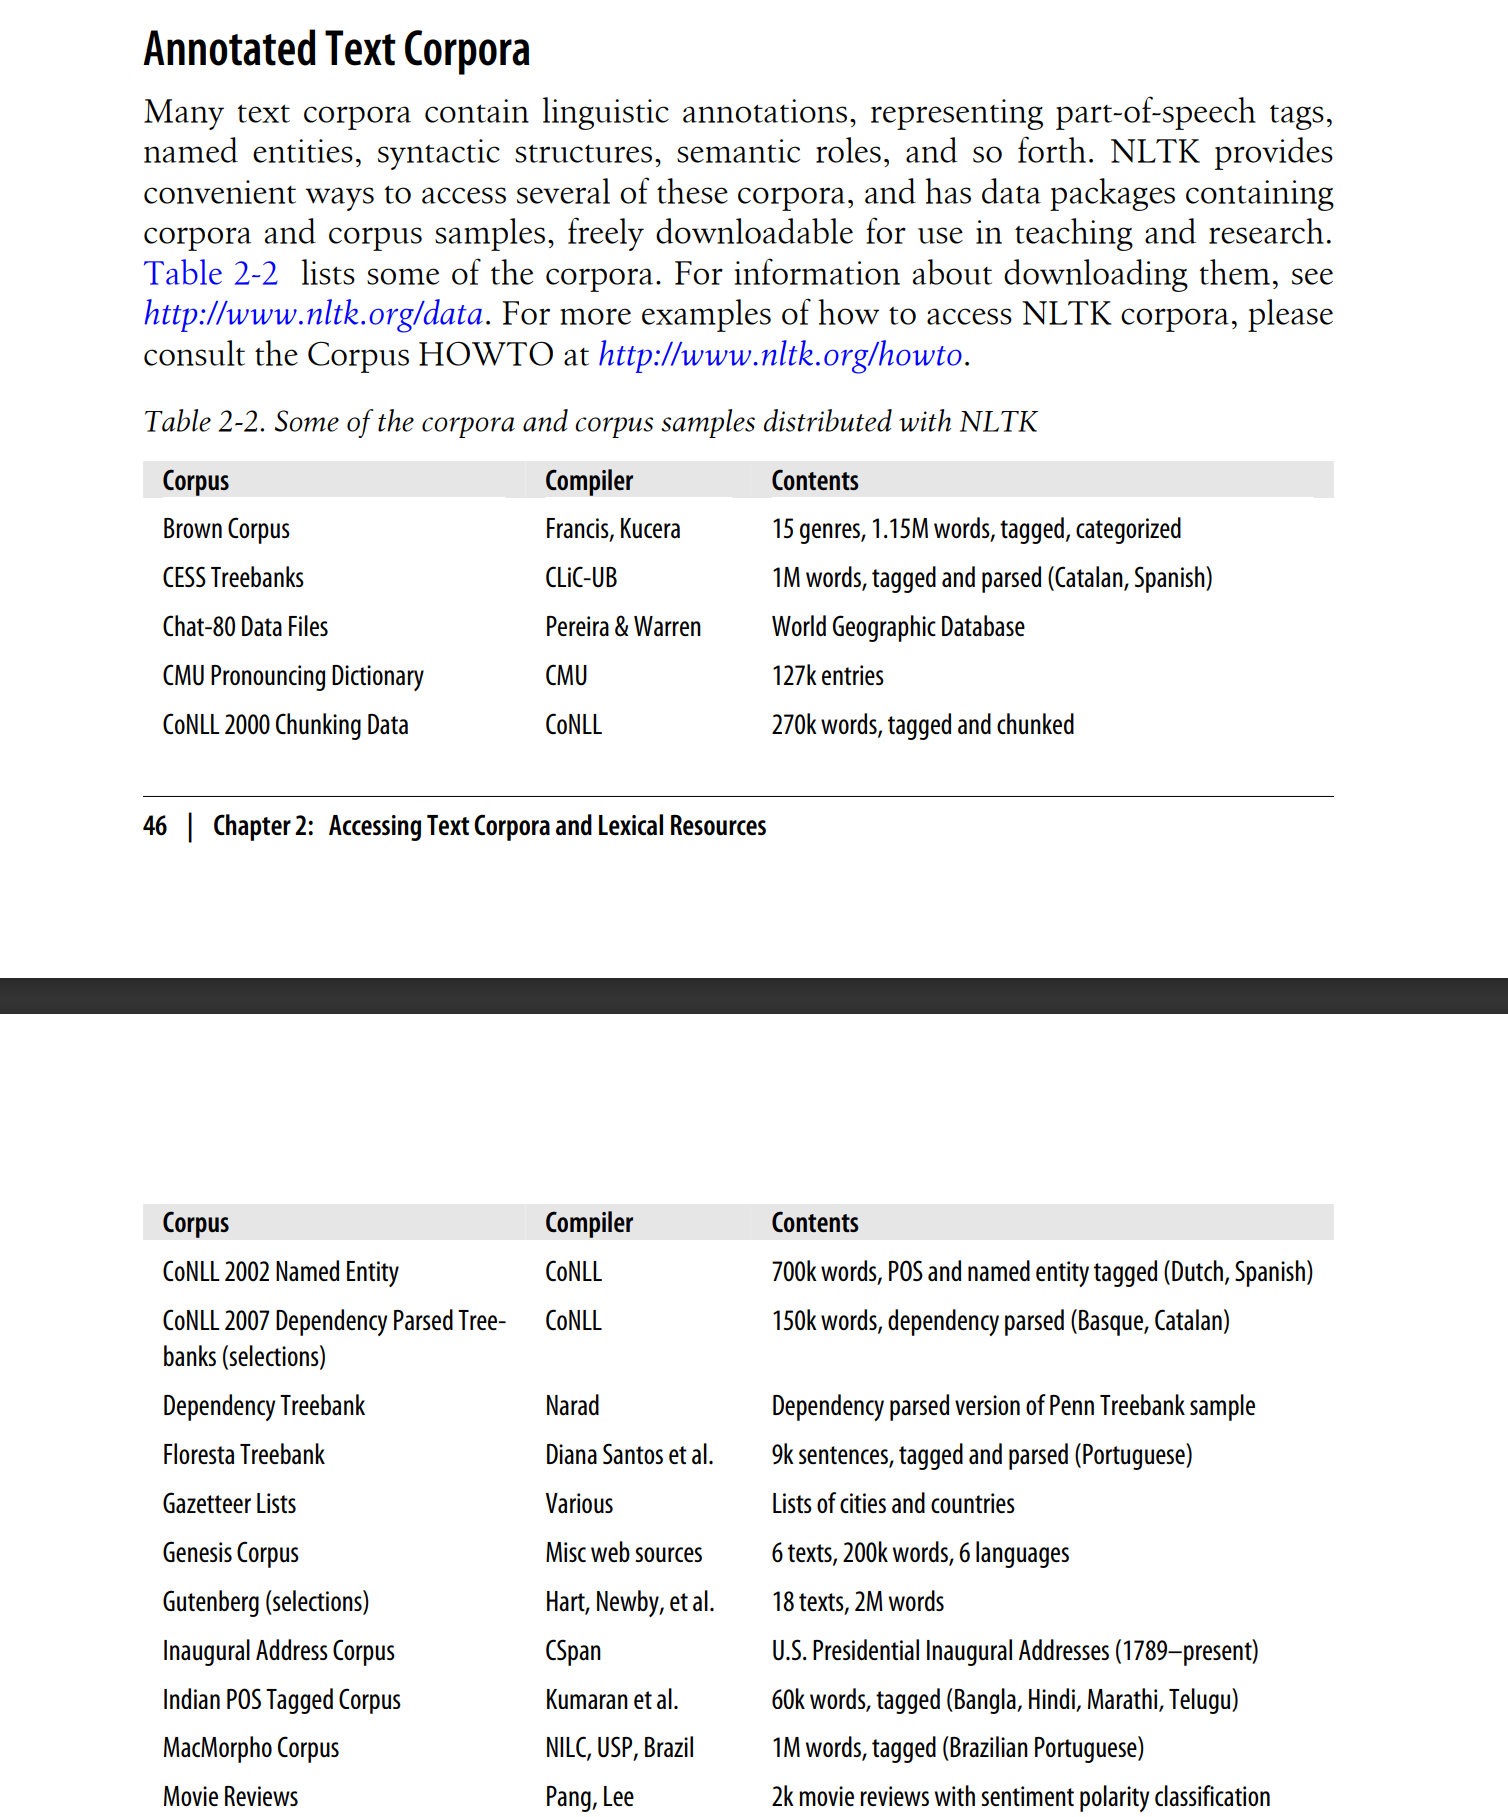 Annotated Text Corpora
Many text corpora contain linguistic annotations, representing part-of-speech tags,
named entities, syntactic structures, semantic roles, and so forth. NLTK provides
convenient ways to access several of these corpora, and has data packages containing
corpora and corpus samples, freely downloadable for use in teaching and research.
Table 2-2 lists some of the corpora. For information about downloading them, see
http://www.nltk.org/data. For more examples of how to access NLTK corpora, please
consult the Corpus HOWTO at http://www.nltk.org/howto.
Table 2-2. Some of the corpora and corpus samples distributed with NLTK
Corpus Compiler Contents
Brown Corpus Francis, Kucera 15 genres, 1.15M words, tagged, categorized
CESS Treebanks CLiC-UB 1M words, tagged and parsed (Catalan, Spanish)
Chat-80 Data Files Pereira & Warren World Geographic Database
CMU Pronouncing Dictionary CMU 127k entries
CoNLL 2000 Chunking Data CoNLL 270k words, tagged and chunked
46 | Chapter 2: Accessing Text Corpora and Lexical Resources
Corpus Compiler Contents
CoNLL 2002 Named Entity CoNLL 700k words, POS and named entity tagged (Dutch, Spanish)
CoNLL 2007 Dependency Parsed Tree- CoNLL 150k words, dependency parsed (Basque, Catalan)
banks (selections)
Dependency Treebank Narad Dependency parsed version of Penn Treebank sample
Floresta Treebank Diana Santos et al. 9k sentences, tagged and parsed (Portuguese)
Gazetteer Lists Various Lists of cities and countries
Genesis Corpus Misc web sources 6 texts, 200k words, 6 languages
Gutenberg (selections) Hart, Newby, et al. 18 texts, 2M words
Inaugural Address Corpus CSpan U.S. Presidential Inaugural Addresses (1789–present)
Indian POS Tagged Corpus Kumaran et al. 60k words, tagged (Bangla, Hindi, Marathi, Telugu)
MacMorpho Corpus NILC, USP, Brazil 1M words, tagged (Brazilian Portuguese)
Movie Reviews Pang, Lee 2k movie reviews with sentiment polarity classification